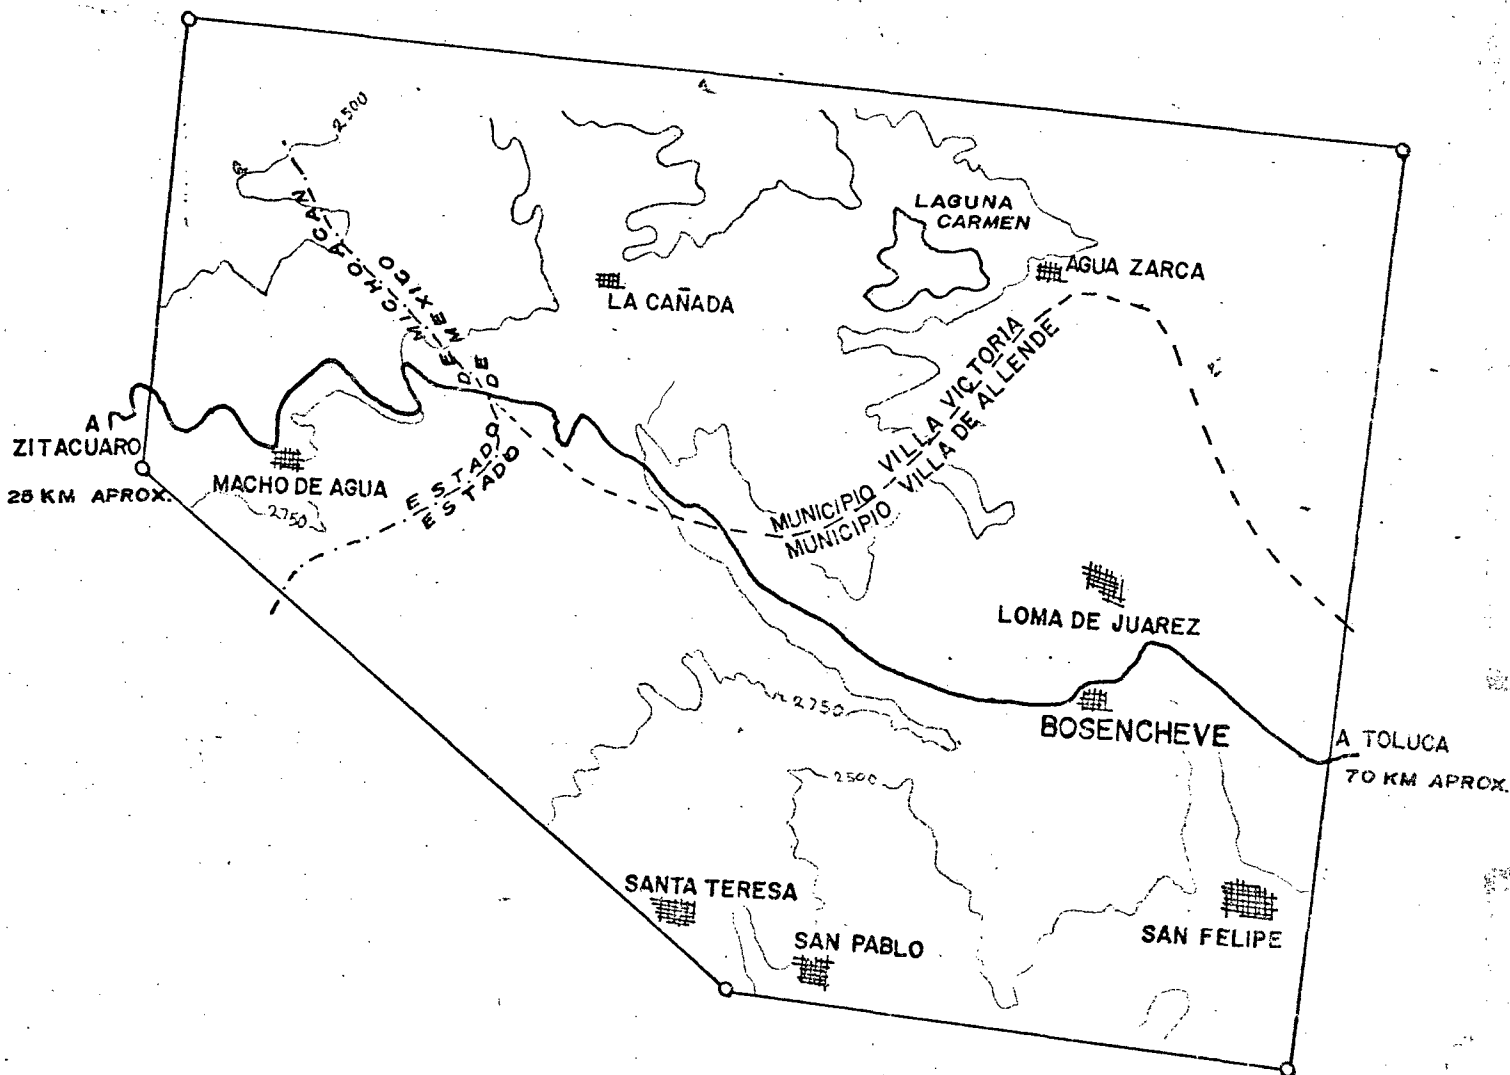 2500
LAGUNA
CARMEN
AGUA ZARCA
LA CAÑADA
ESTADO DE MICHOACAN
ESTADO DE MEXICO
MUNICIPIO VILLA VICTORIA
MUNICIPIO VILLA DE ALLENDE
A
ZITACUARO
25 KM APROX.
MACHO DE AGUA
2750
LOMA DE JUAREZ
2750
BOSENCHEVE
A TOLUCA
70 KM APROX.
2500
SANTA TERESA
SAN PABLO
SAN FELIPE